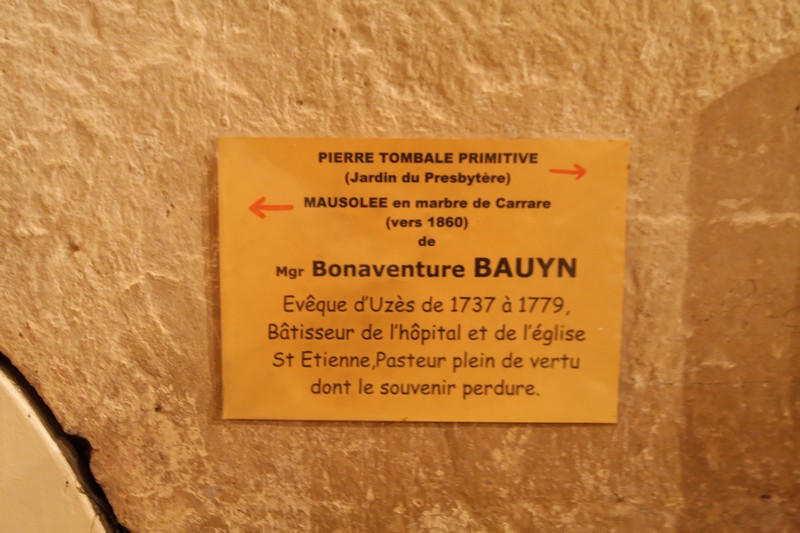 PIERRE TOMBALE PRIMITIVE
(Jardin du Presbytère)
MAUSOLEE en marbre de Carrare
(vers 1860)
de
Mgr Bonaventure BAUYN
Evêque d'Uzès de 1737 à 1779,
Bâtisseur de l'hôpital et de l'église
St Etienne,Pasteur plein de vertu
dont le souvenir perdure.